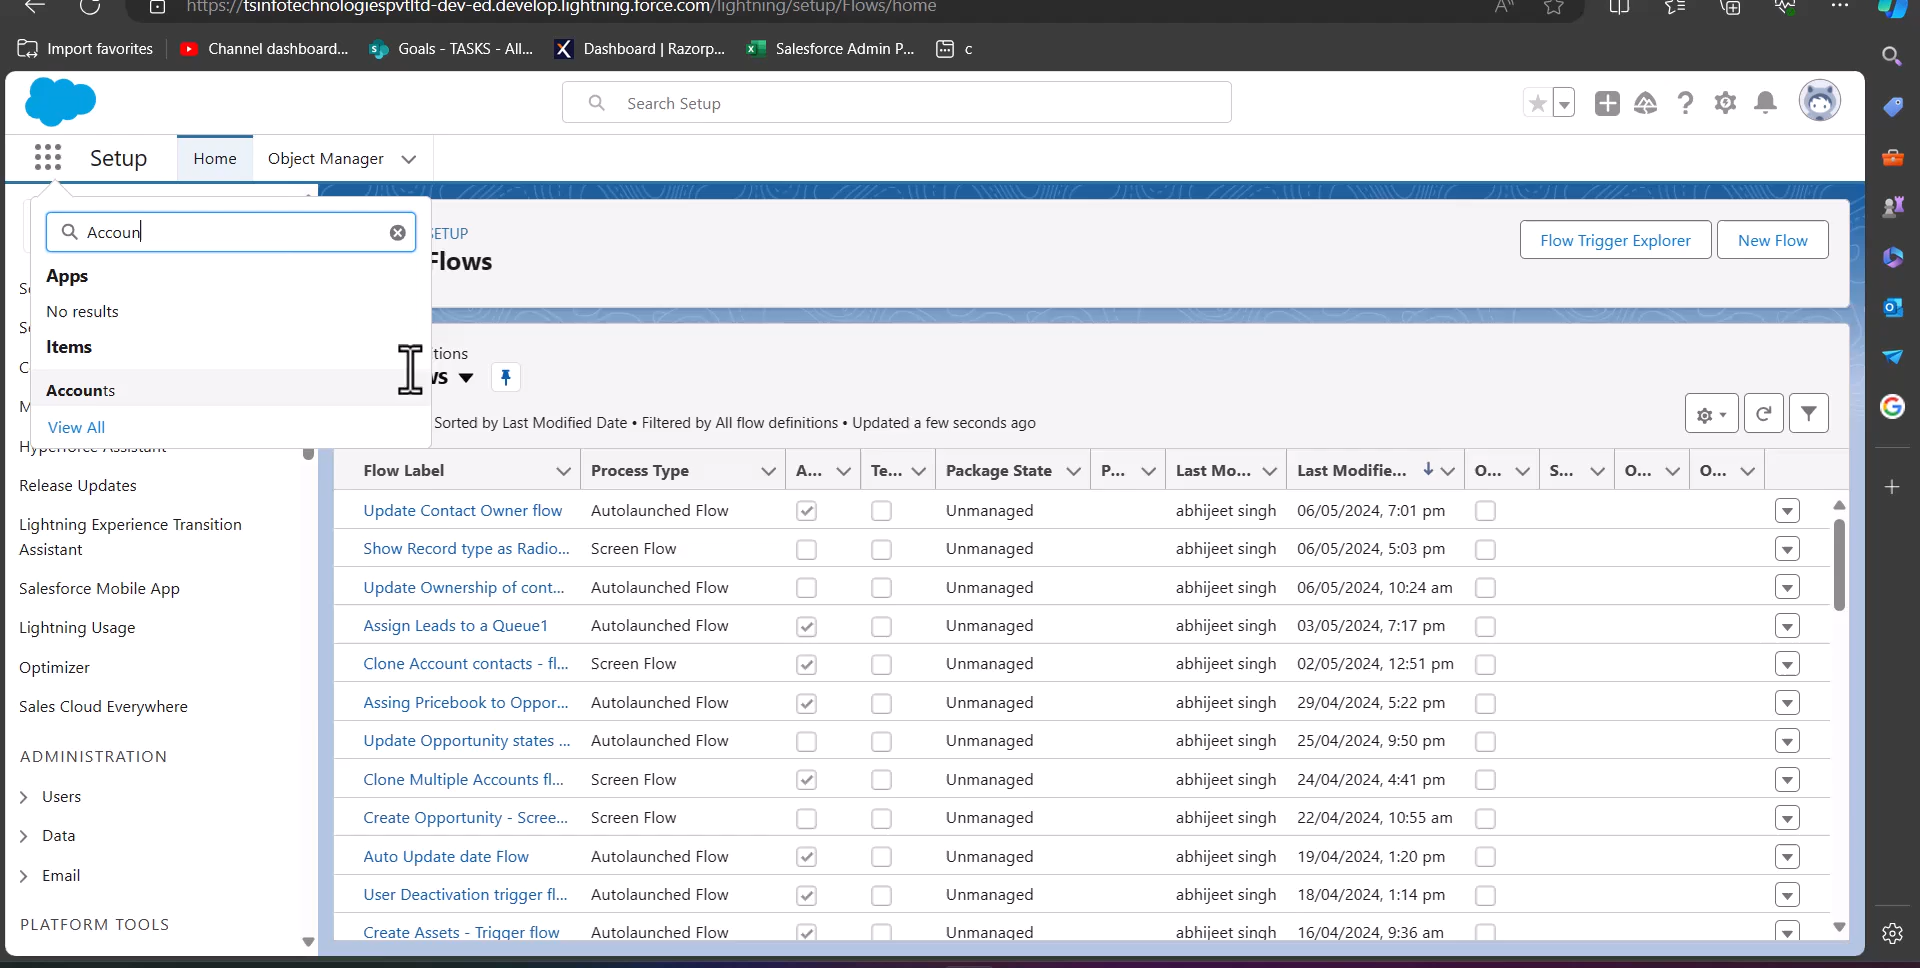 https://tsinfotechnologiespvtltd-dev-ed.develop.lightning.force.com/lightning/setup/Flows/home
Import favorites
Channel dashboard...
Goals - TASKS - All...
Dashboard | Razorp...
Salesforce Admin P...
c
Search Setup
Setup
Home
Object Manager
Accoun
Apps
No results
Items
Accounts
View All
SETUP
Flows
Flow Trigger Explorer
New Flow
Sorted by Last Modified Date • Filtered by All flow definitions • Updated a few seconds ago
Release Updates
Lightning Experience Transition
Assistant
Salesforce Mobile App
Lightning Usage
Optimizer
Sales Cloud Everywhere
ADMINISTRATION
Users
Data
Email
PLATFORM TOOLS
Flow Label Process Type A... Te... Package State P... Last Mo... Last Modifie... O... S... O... O...
Update Contact Owner flow Autolaunched Flow Unmanaged abhijeet singh 06/05/2024, 7:01 pm
Show Record type as Radio... Screen Flow Unmanaged abhijeet singh 06/05/2024, 5:03 pm
Update Ownership of cont... Autolaunched Flow Unmanaged abhijeet singh 06/05/2024, 10:24 am
Assign Leads to a Queue1 Autolaunched Flow Unmanaged abhijeet singh 03/05/2024, 7:17 pm
Clone Account contacts - fl... Screen Flow Unmanaged abhijeet singh 02/05/2024, 12:51 pm
Assing Pricebook to Oppor... Autolaunched Flow Unmanaged abhijeet singh 29/04/2024, 5:22 pm
Update Opportunity states ... Autolaunched Flow Unmanaged abhijeet singh 25/04/2024, 9:50 pm
Clone Multiple Accounts fl... Screen Flow Unmanaged abhijeet singh 24/04/2024, 4:41 pm
Create Opportunity - Scree... Screen Flow Unmanaged abhijeet singh 22/04/2024, 10:55 am
Auto Update date Flow Autolaunched Flow Unmanaged abhijeet singh 19/04/2024, 1:20 pm
User Deactivation trigger fl... Autolaunched Flow Unmanaged abhijeet singh 18/04/2024, 1:14 pm
Create Assets - Trigger flow Autolaunched Flow Unmanaged abhijeet singh 16/04/2024, 9:36 am